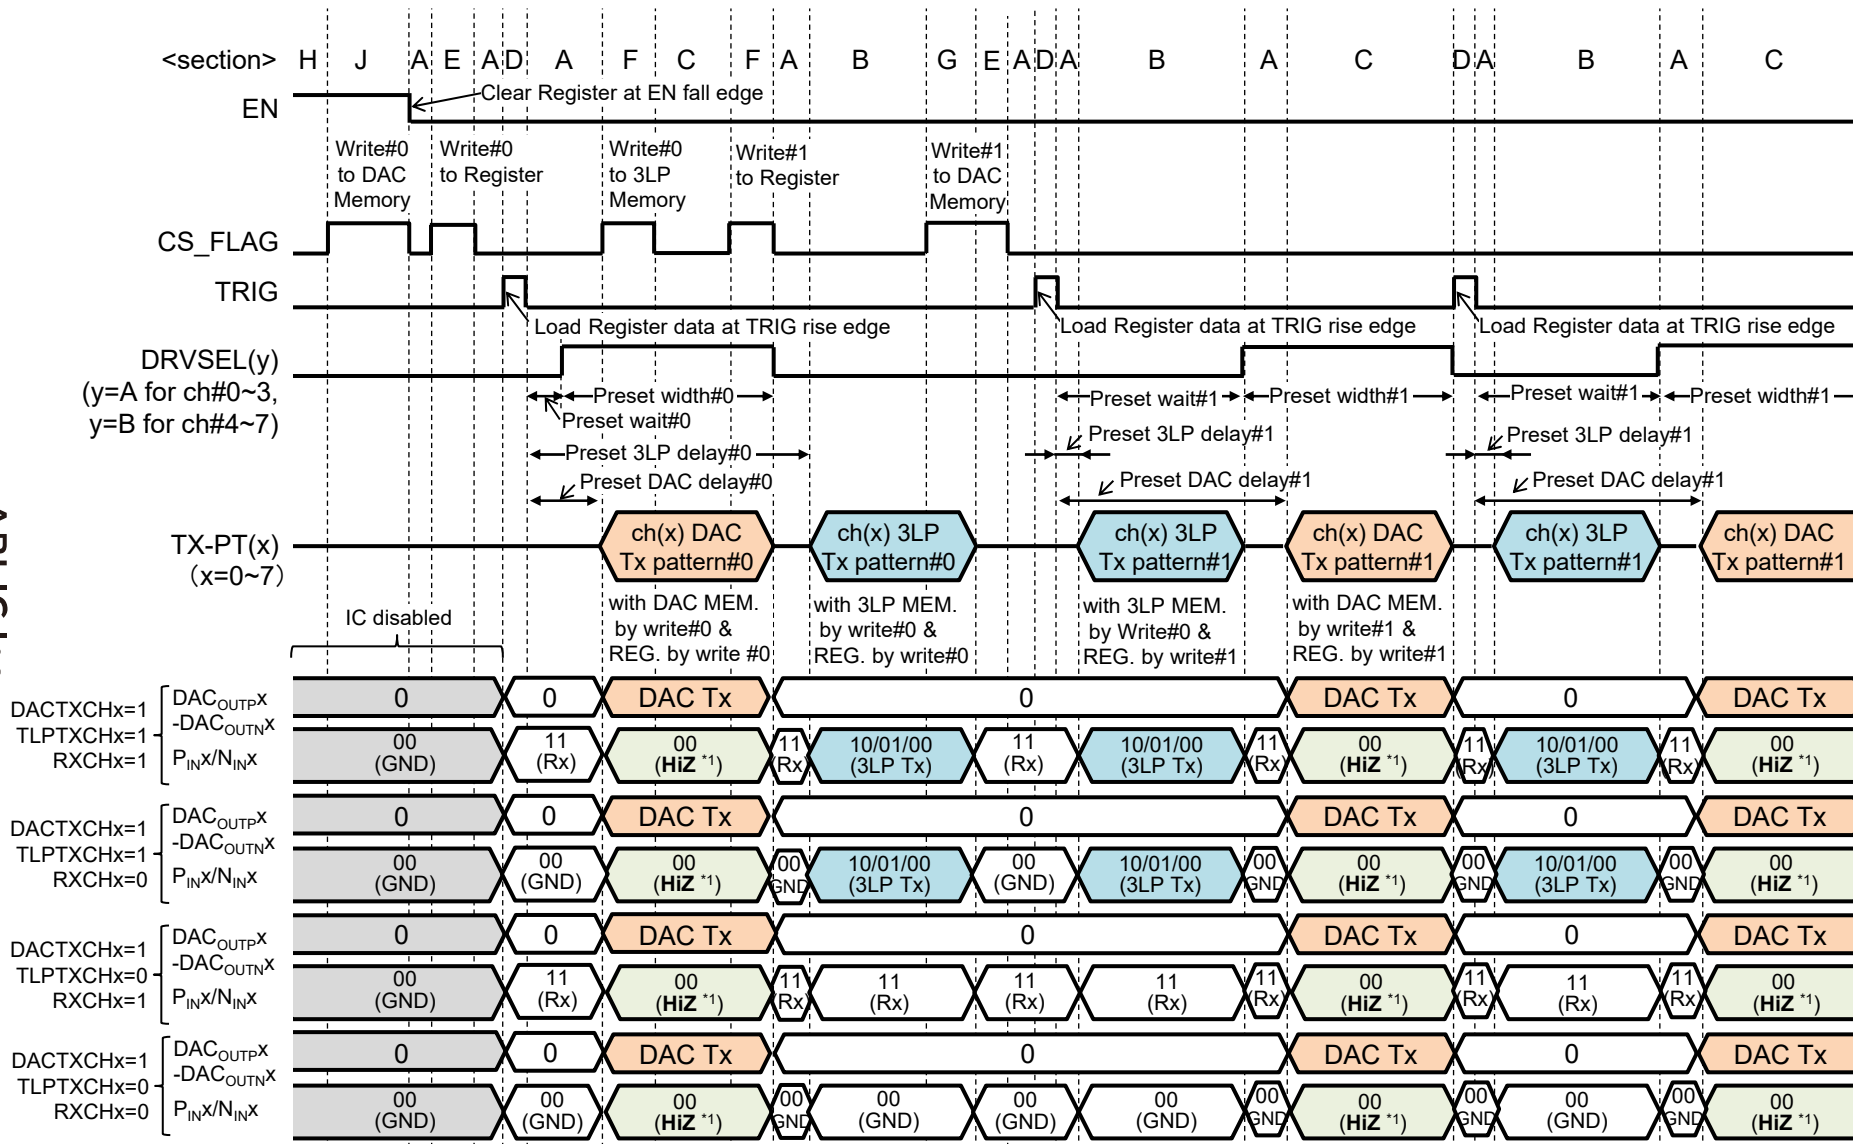 <section> H J A E A D A F C F A B G E A D A B A C D A B A C
EN
Clear Register at EN fall edge
Write#0
to DAC
Memory
Write#0
to Register
Write#0
to 3LP
Memory
Write#1
to Register
Write#1
to DAC
Memory
CS_FLAG
TRIG
Load Register data at TRIG rise edge
Load Register data at TRIG rise edge
Load Register data at TRIG rise edge
DRVSEL(y)
(y=A for ch#0~3,
y=B for ch#4~7)
Preset width#0
Preset wait#1
Preset width#1
Preset wait#1
Preset width#1
Preset wait#0
Preset 3LP delay#1
Preset 3LP delay#1
Preset 3LP delay#0
Preset DAC delay#0
Preset DAC delay#1
Preset DAC delay#1
TX-PT(x)
(x=0~7)
ch(x) DAC
Tx pattern#0
ch(x) 3LP
Tx pattern#0
ch(x) 3LP
Tx pattern#1
ch(x) DAC
Tx pattern#1
ch(x) 3LP
Tx pattern#1
ch(x) DAC
Tx pattern#1
with DAC MEM.
by write#0 &
REG. by write #0
with 3LP MEM.
by write#0 &
REG. by write#0
with 3LP MEM.
by Write#0 &
REG. by write#1
with DAC MEM.
by write#1 &
REG. by write#1
IC disabled
DACTXCHx=1
TLPTXCHx=1
RXCHx=1
DACOUTPx
-DACOUTNx
0 0 DAC Tx 0 DAC Tx 0 DAC Tx
PINx/NINx
00 11 00 11 10/01/00 11 10/01/00 11 00 11 10/01/00 11 00
(GND) (Rx) (HiZ *1) (Rx) (3LP Tx) (Rx) (3LP Tx) (Rx) (HiZ *1) (Rx) (3LP Tx) (Rx) (HiZ *1)
DACTXCHx=1
TLPTXCHx=1
RXCHx=0
DACOUTPx
-DACOUTNx
0 0 DAC Tx 0 DAC Tx 0 DAC Tx
PINx/NINx
00 00 00 00 10/01/00 00 10/01/00 00 00 00 10/01/00 00 00
(GND) (GND) (HiZ *1) GND (3LP Tx) (GND) (3LP Tx) GND (HiZ *1) GND (3LP Tx) GND (HiZ *1)
DACTXCHx=1
TLPTXCHx=0
RXCHx=1
DACOUTPx
-DACOUTNx
0 0 DAC Tx 0 DAC Tx 0 DAC Tx
PINx/NINx
00 11 00 11 11 11 11 11 00 11 11 11 00
(GND) (Rx) (HiZ *1) (Rx) (Rx) (Rx) (Rx) (Rx) (HiZ *1) (Rx) (Rx) (Rx) (HiZ *1)
DACTXCHx=1
TLPTXCHx=0
RXCHx=0
DACOUTPx
-DACOUTNx
0 0 DAC Tx 0 DAC Tx 0 DAC Tx
PINx/NINx
00 00 00 00 00 00 00 00 00 00 00 00 00
(GND) (GND) (HiZ *1) GND (GND) (GND) (GND) GND (HiZ *1) GND (GND) GND (HiZ *1)